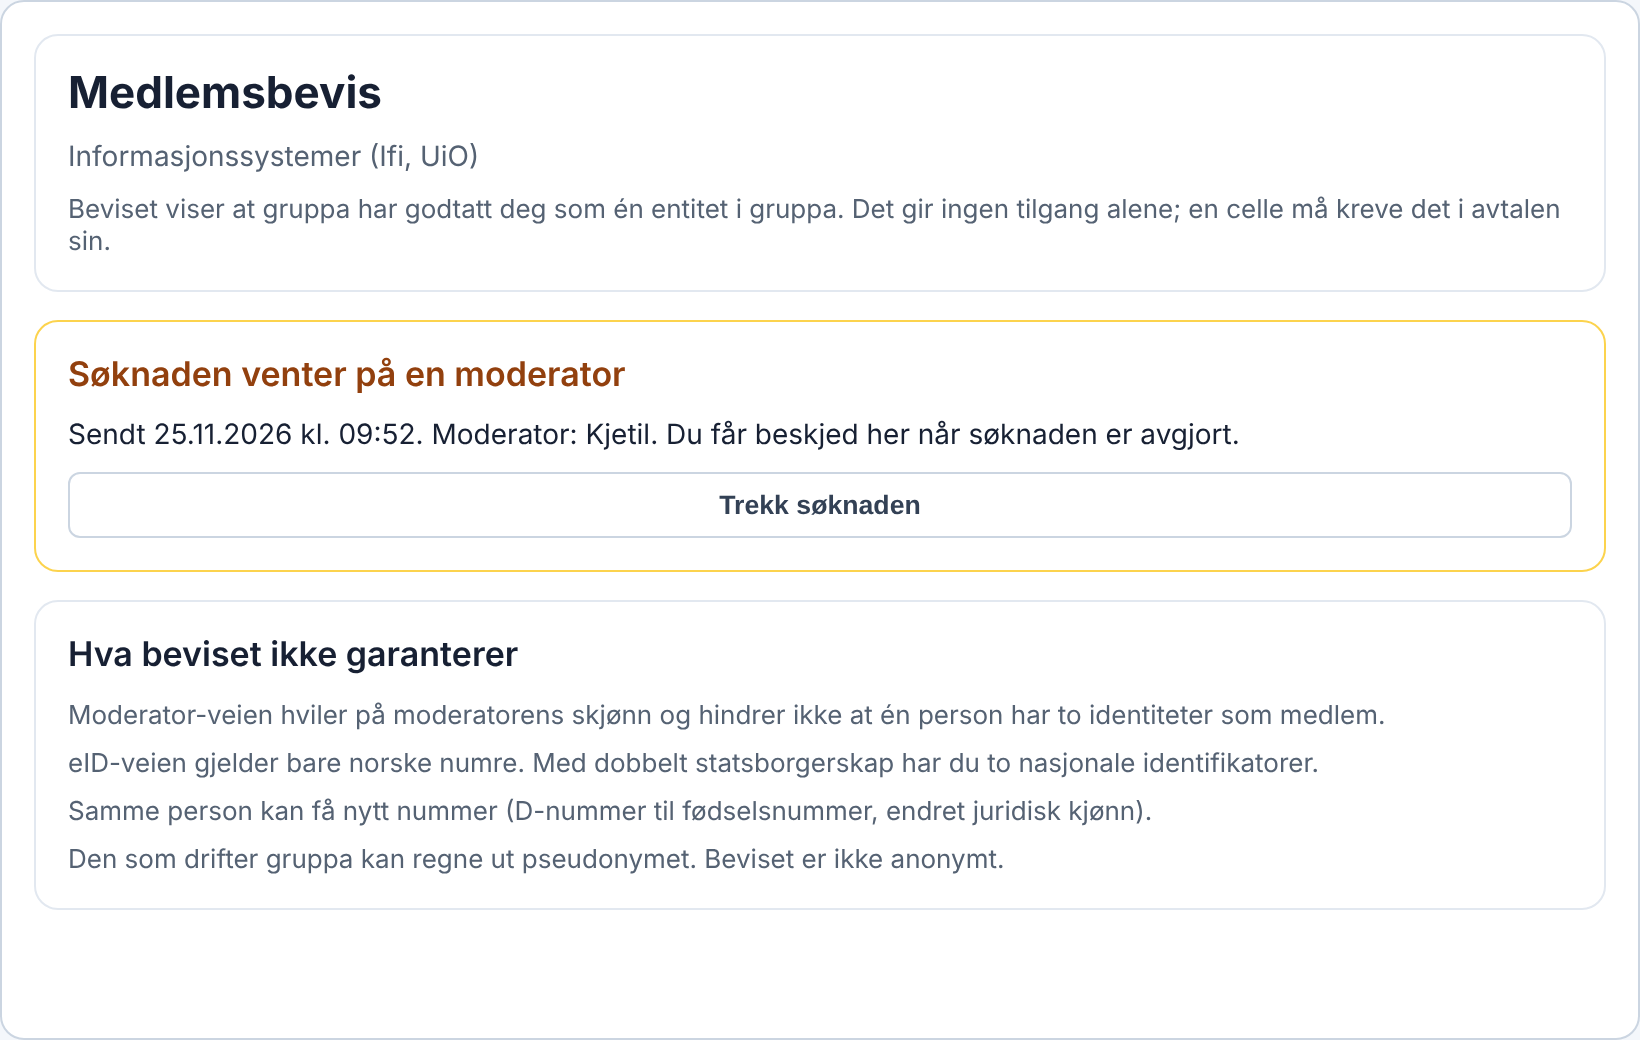 Medlemsbevis
Informasjonssystemer (Ifi, UiO)
Beviset viser at gruppa har godtatt deg som én entitet i gruppa. Det gir ingen tilgang alene; en celle må kreve det i avtalen
sin.
Søknaden venter på en moderator
Sendt 25.11.2026 kl. 09:52. Moderator: Kjetil. Du får beskjed her når søknaden er avgjort.
Trekk søknaden
Hva beviset ikke garanterer
Moderator-veien hviler på moderatorens skjønn og hindrer ikke at én person har to identiteter som medlem.
eID-veien gjelder bare norske numre. Med dobbelt statsborgerskap har du to nasjonale identifikatorer.
Samme person kan få nytt nummer (D-nummer til fødselsnummer, endret juridisk kjønn).
Den som drifter gruppa kan regne ut pseudonymet. Beviset er ikke anonymt.